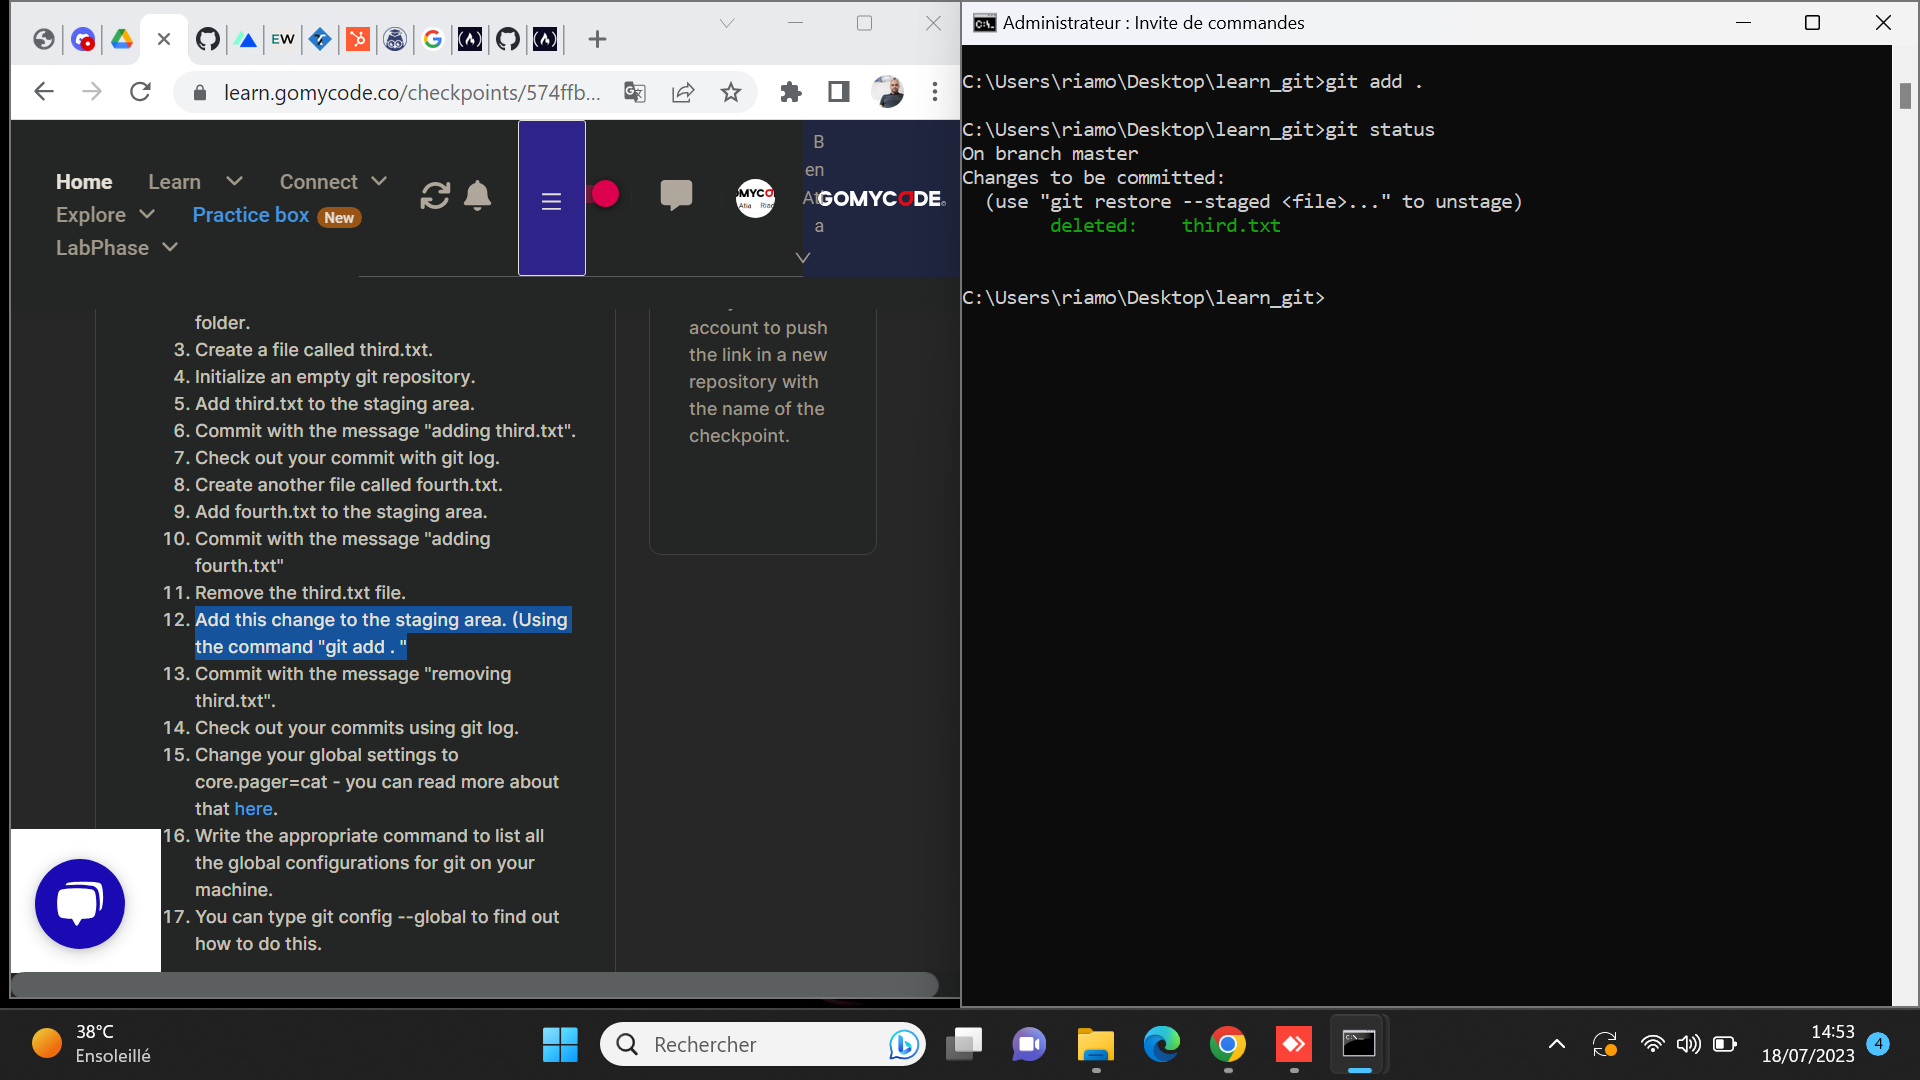 EW
learn.gomycode.co/checkpoints/574ffb...
Home
Learn
Connect
Explore
Practice box New
LabPhase
B
en
Ati
a
GOMYCODE.
folder.
3. Create a file called third.txt.
4. Initialize an empty git repository.
5. Add third.txt to the staging area.
6. Commit with the message "adding third.txt".
7. Check out your commit with git log.
8. Create another file called fourth.txt.
9. Add fourth.txt to the staging area.
10. Commit with the message "adding
fourth.txt"
11. Remove the third.txt file.
12. Add this change to the staging area. (Using
the command "git add . "
13. Commit with the message "removing
third.txt".
14. Check out your commits using git log.
15. Change your global settings to
core.pager=cat - you can read more about
that here.
16. Write the appropriate command to list all
the global configurations for git on your
machine.
17. You can type git config --global to find out
how to do this.
account to push
the link in a new
repository with
the name of the
checkpoint.
Administrateur : Invite de commandes
C:\Users\riamo\Desktop\learn_git>git add .
C:\Users\riamo\Desktop\learn_git>git status
On branch master
Changes to be committed:
(use "git restore --staged <file>..." to unstage)
deleted: third.txt
C:\Users\riamo\Desktop\learn_git>
38°C
Ensoleillé
Rechercher
14:53
18/07/2023
4